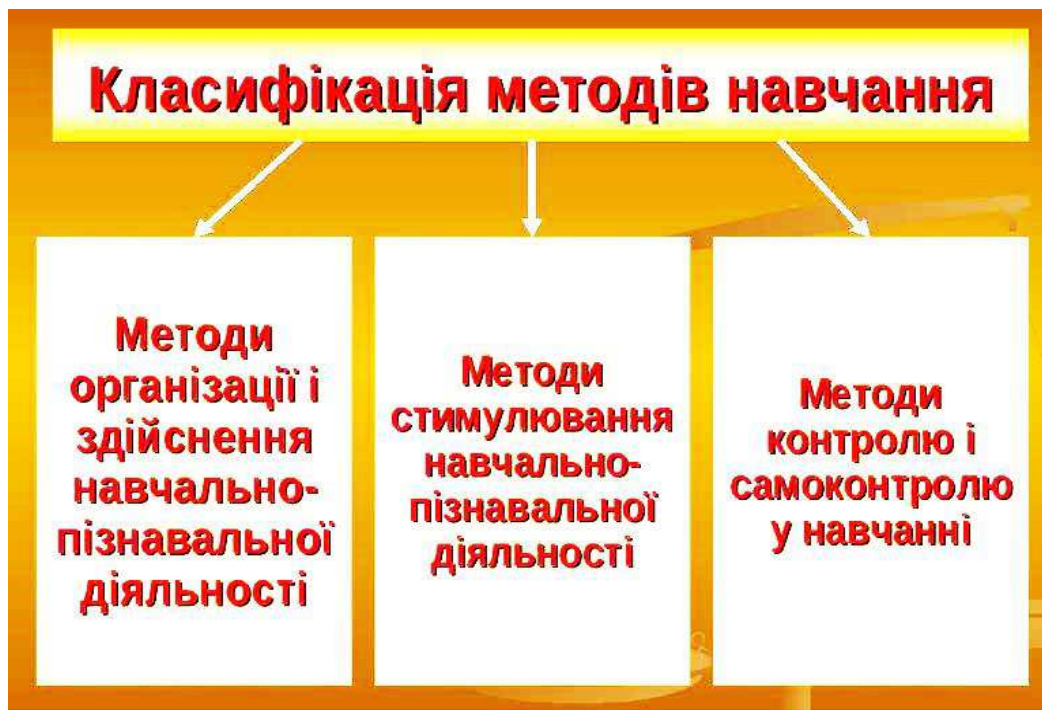 Класифікація методів навчання
Методи
організації і
здійснення
навчально-
пізнавальної
діяльності
Методи
стимулювання
навчально-
пізнавальної
діяльності
Методи
контролю і
самоконтролю
у навчанні